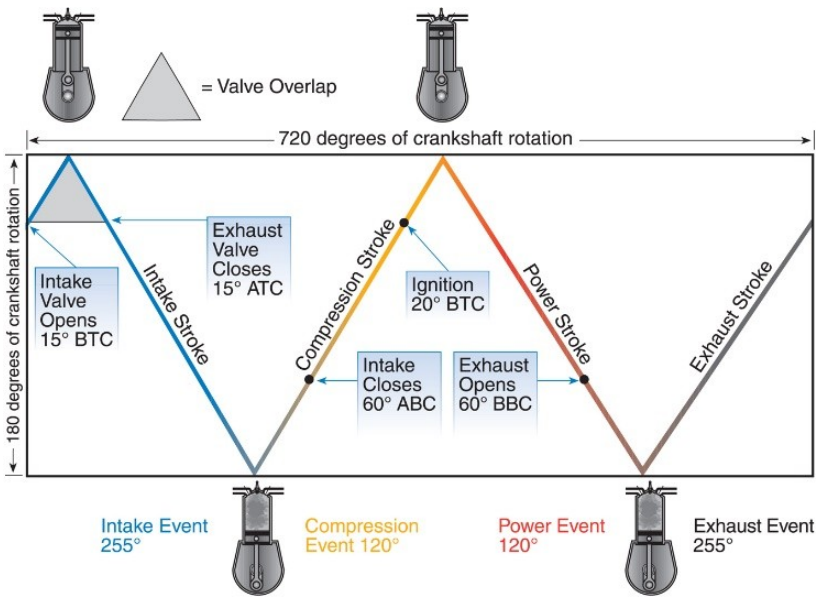 = Valve Overlap
720 degrees of crankshaft rotation
180 degrees of crankshaft rotation
Intake
Valve
Opens
15° BTC
Exhaust
Valve
Closes
15° ATC
Intake Stroke
Compression Stroke
Ignition
20° BTC
Intake
Closes
60° ABC
Power Stroke
Exhaust
Opens
60° BBC
Exhaust Stroke
Intake Event
255°
Compression
Event 120°
Power Event
120°
Exhaust Event
255°